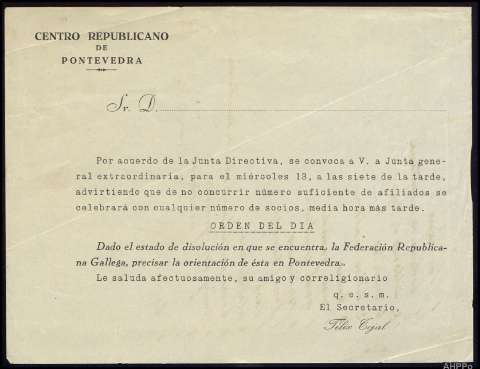 CENTRO REPUBLICANO
DE
PONTEVEDRA
Sr. D.
Por acuerdo de la Junta Directiva, se convoca a V. a Junta gene-
ral extraordinaria, para el miércoles 13, a las siete de la tarde,
advirtiendo que de no concurrir número suficiente de afiliados se
celebrará con cualquier número de socios, media hora más tarde.
ORDEN DEL DIA
Dado el estado de disolución en que se encuentra, la Federación Republica-
na Gallega, precisar la orientación de ésta en Pontevedra.
Le saluda afectuosamente, su amigo y correligionario
q. e. s. m.
El Secretario,
Félix Tejal
AHPPo